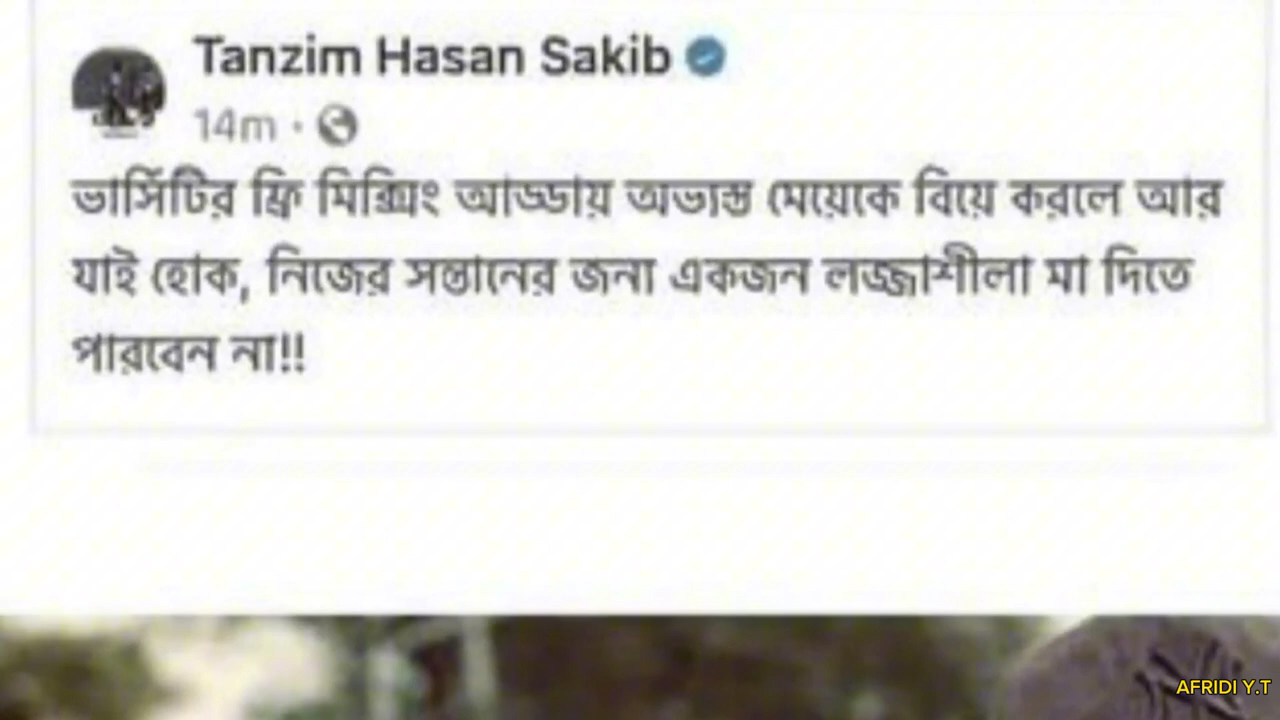 Tanzim Hasan Sakib
14m ·
ভার্সিটির ফ্রি মিক্সিং আড্ডায় অভ্যস্ত মেয়েকে বিয়ে করলে আর
যাই হোক, নিজের সন্তানের জন্য একজন লজ্জাশীলা মা দিতে
পারবেন না!!
AFRIDI Y.T